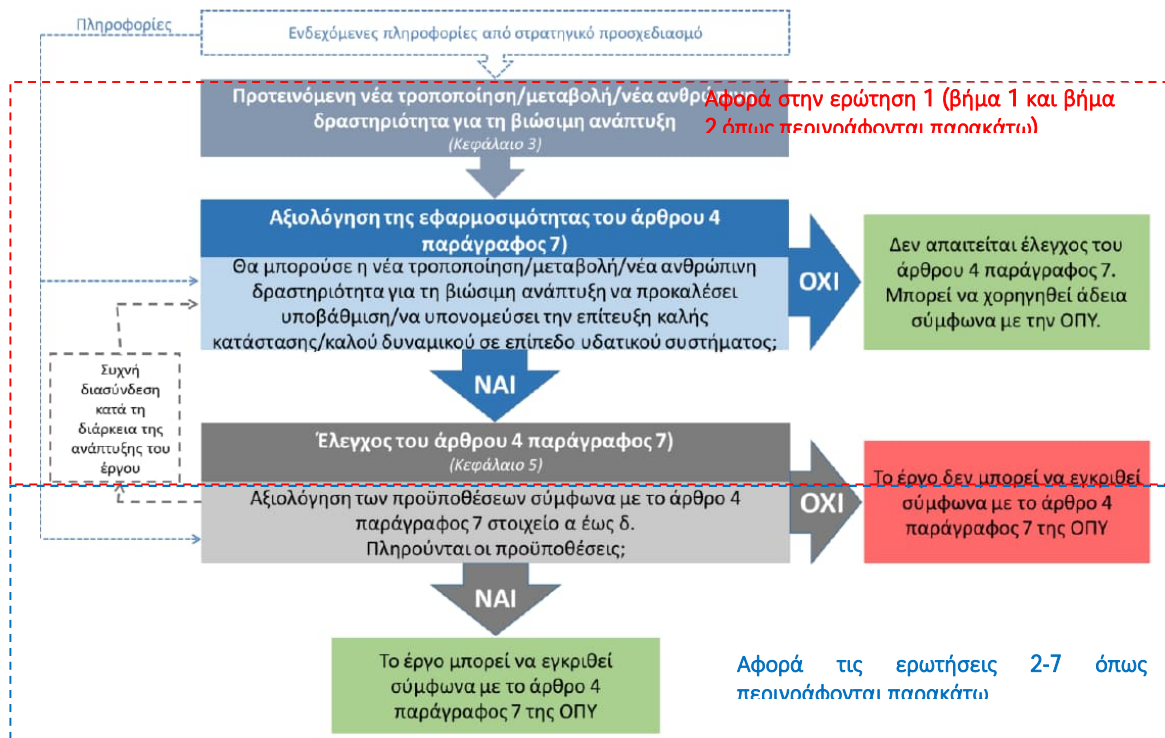 Πληροφορίες
Ενδεχόμενες πληροφορίες από στρατηγικό προσχεδιασμό
Προτεινόμενη νέα τροποποίηση/μεταβολή/νέα
δραστηριότητα για τη βιώσιμη ανάπτυξη
(Κεφάλαιο 3)
Αφορά στην ερώτηση 1 (βήμα 1 και βήμα
2 όπως περιγράφονται παρακάτω)
Αξιολόγηση της εφαρμοσιμότητας του άρθρου 4
παράγραφος 7)
Θα μπορούσε η νέα τροποποίηση/μεταβολή/νέα ανθρώπινη
δραστηριότητα για τη βιώσιμη ανάπτυξη να προκαλέσει
υποβάθμιση/να υπονομεύσει την επίτευξη καλής
κατάστασης/καλού δυναμικού σε επίπεδο υδατικού συστήματος;
ΟΧΙ
Δεν απαιτείται έλεγχος του
άρθρου 4 παράγραφος 7.
Μπορεί να χορηγηθεί άδεια
σύμφωνα με την ΟΠΥ.
ΝΑΙ
Συχνή
διασύνδεση
κατά τη
διάρκεια της
ανάπτυξης του
έργου
Έλεγχος του άρθρου 4 παράγραφος 7)
(Κεφάλαιο 5)
Αξιολόγηση των προϋποθέσεων σύμφωνα με το άρθρο 4
παράγραφος 7 στοιχείο α έως δ.
Πληρούνται οι προϋποθέσεις;
ΟΧΙ
Το έργο δεν μπορεί να εγκριθεί
σύμφωνα με το άρθρο 4
παράγραφος 7 της ΟΠΥ
ΝΑΙ
Το έργο μπορεί να εγκριθεί
σύμφωνα με το άρθρο 4
παράγραφος 7 της ΟΠΥ
Αφορά τις ερωτήσεις 2-7 όπως
περιγράφονται παρακάτω